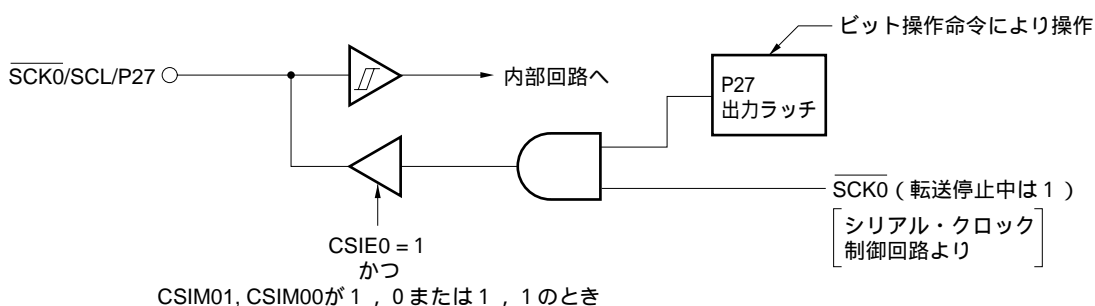 ビット操作命令により操作
SCK0/SCL/P27
内部回路へ
P27
出力ラッチ
SCK0（転送停止中は1）
シリアル・クロック
制御回路より
CSIE0 = 1
かつ
CSIM01, CSIM00が1，0または1，1のとき